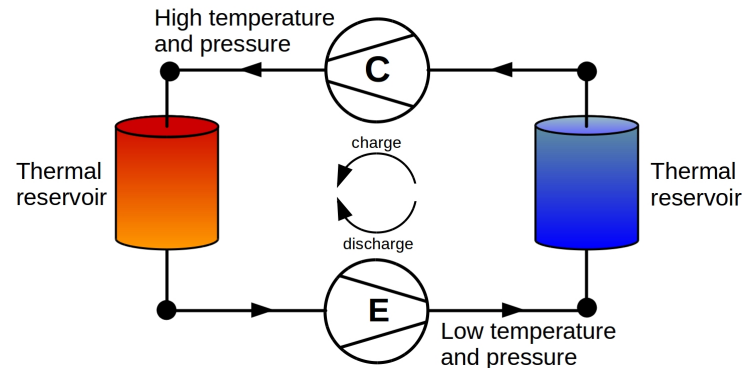 High temperature
and pressure
C
charge
Thermal
reservoir
Thermal
reservoir
discharge
E
Low temperature
and pressure